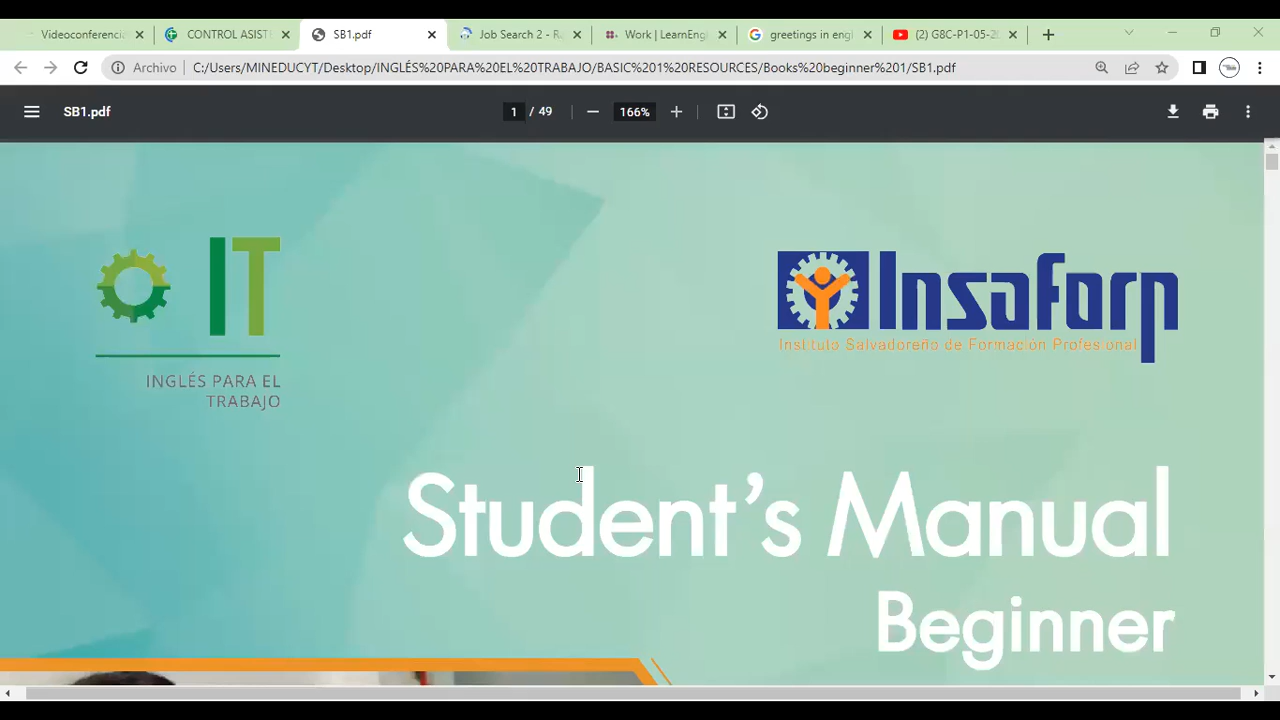 Videoconferencia
CONTROL ASIST
SB1.pdf
Job Search 2 - R
Work | LearnEngl
greetings in engl
(2) G8C-P1-05-2
Archivo
C:/Users/MINEDUCYT/Desktop/INGLÉS%20PARA%20EL%20TRABAJO/BASIC%201%20RESOURCES/Books%20beginner%201/SB1.pdf
SB1.pdf
1 / 49
166%
IT
INGLÉS PARA EL
TRABAJO
Insaforp
Instituto Salvadoreño de Formación Profesional
Student's Manual
Beginner